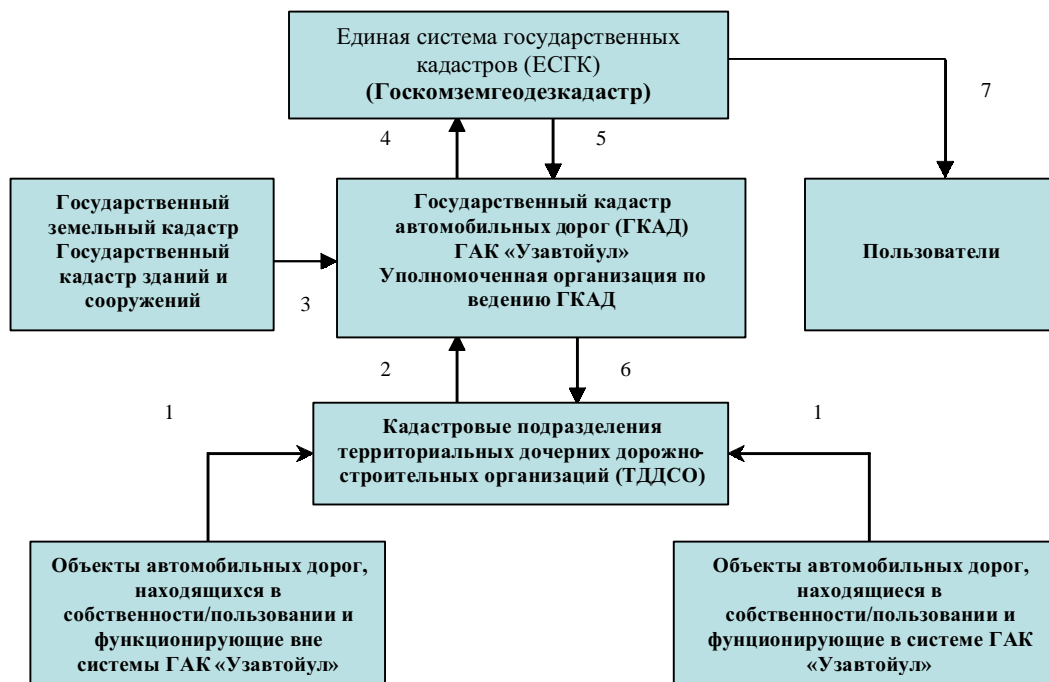 Единая система государственных
кадастров (ЕСГК)
(Госкомземгеодезкадастр)
7
4
5
Государственный
земельный кадастр
Государственный
кадастр зданий и
сооружений
Государственный кадастр
автомобильных дорог (ГКАД)
ГАК «Узавтойул»
Уполномоченная организация по
ведению ГКАД
Пользователи
3
2
6
1
1
Кадастровые подразделения
территориальных дочерних дорожно-
строительных организаций (ТДДСО)
Объекты автомобильных дорог,
находящихся в
собственности/пользовании и
функционирующие вне
системы ГАК «Узавтойул»
Объекты автомобильных дорог,
находящиеся в
собственности/пользовании и
фунционирующие в системе ГАК
«Узавтойул»